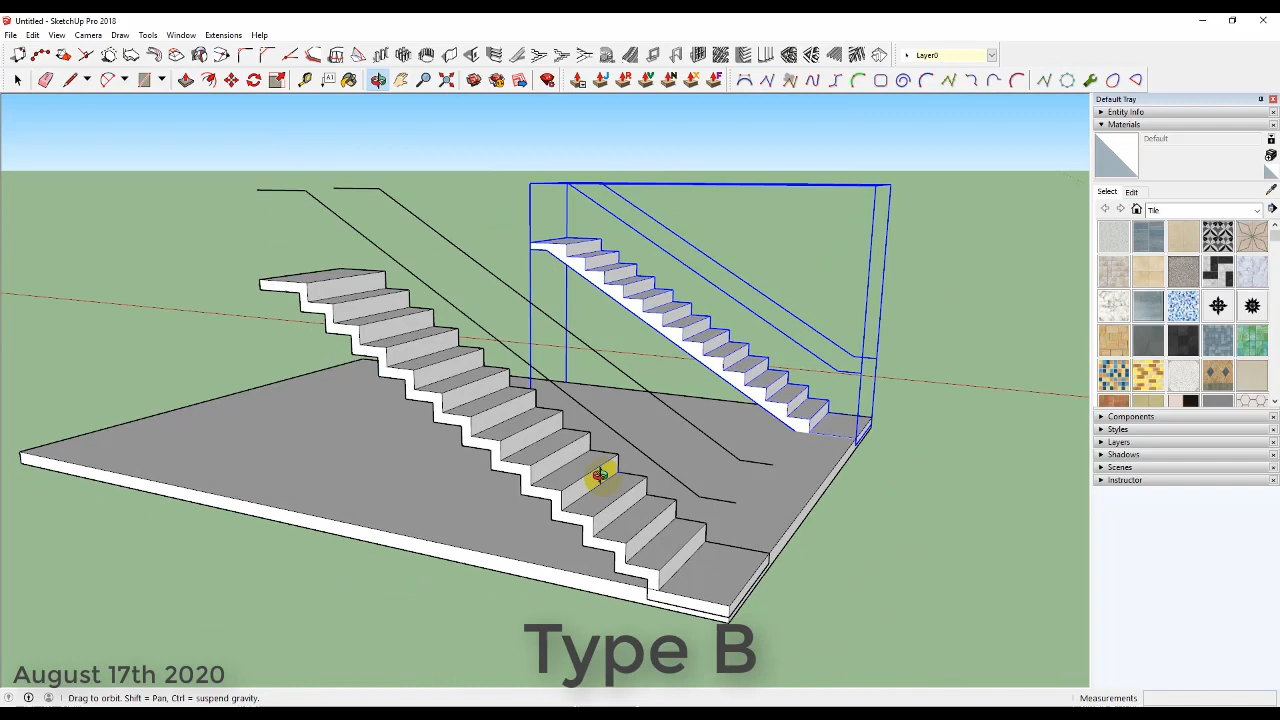 Untitled - SketchUp Pro 2018
File Edit View Camera Draw Tools Window Extensions Help
Layer0
Default Tray
Entity Info
Materials
Default
Select Edit
Tile
Components
Styles
Layers
Shadows
Scenes
Instructor
Type B
August 17th 2020
Drag to orbit. Shift = Pan, Ctrl = suspend gravity.
Measurements